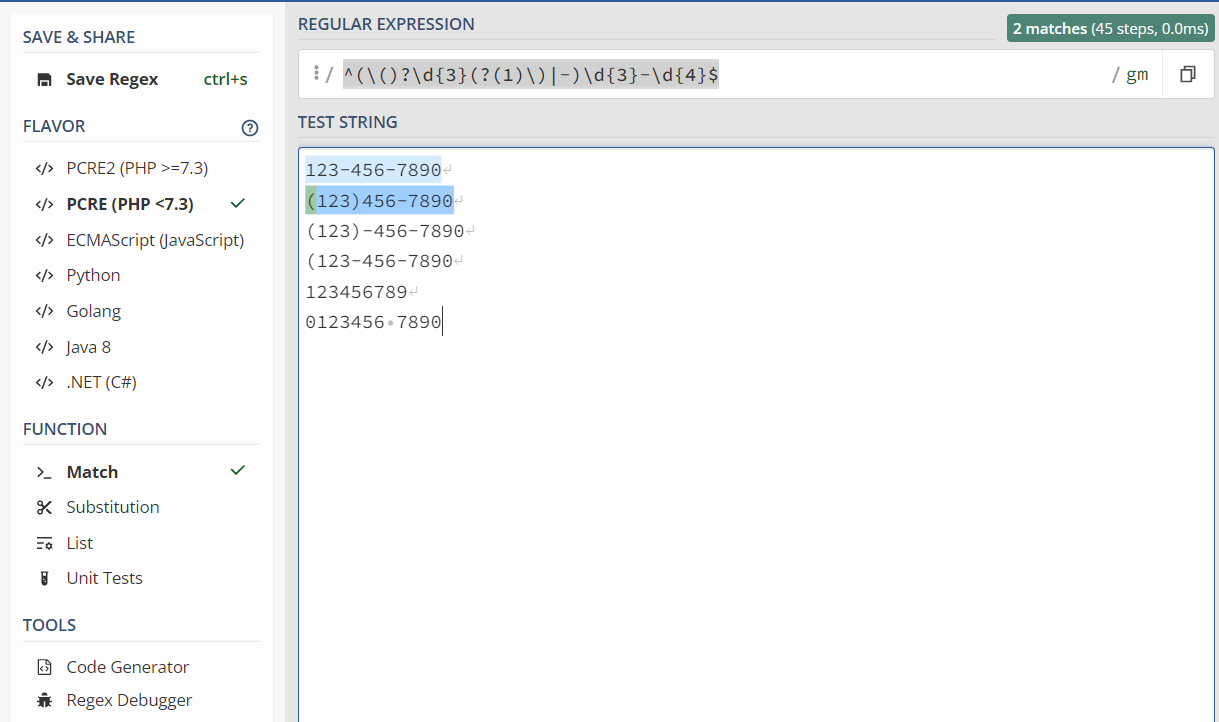 SAVE & SHARE
Save Regex ctrl+s
FLAVOR
PCRE2 (PHP >=7.3)
PCRE (PHP <7.3)
ECMAScript (JavaScript)
Python
Golang
Java 8
.NET (C#)
FUNCTION
Match
Substitution
List
Unit Tests
TOOLS
Code Generator
Regex Debugger
REGULAR EXPRESSION
2 matches (45 steps, 0.0ms)
/ ^(\()?\d{3}(?(1)\)|-)\d{3}-\d{4}$ / gm
TEST STRING
123-456-7890
(123)456-7890
(123)-456-7890
(123-456-7890
123456789
0123456 7890